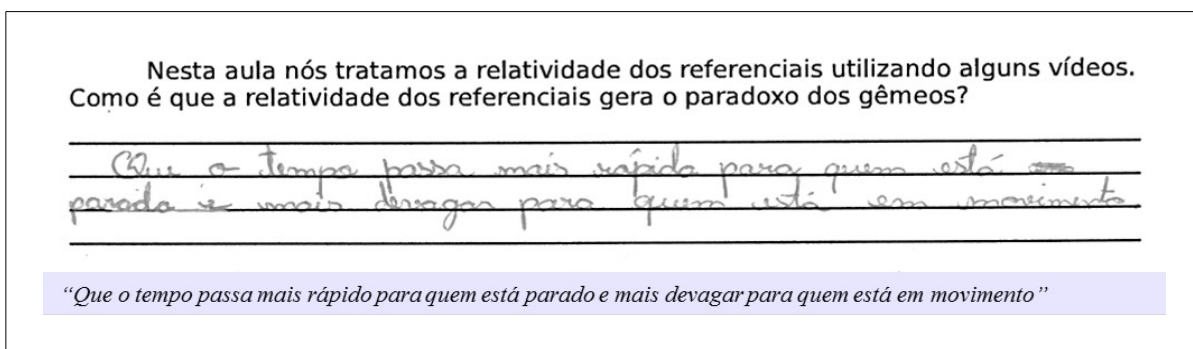 Nesta aula nós tratamos a relatividade dos referenciais utilizando alguns vídeos.
Como é que a relatividade dos referenciais gera o paradoxo dos gêmeos?
Que o tempo passa mais rápido para quem está
parado e mais devagar para quem está em movimento.
“Que o tempo passa mais rápido para quem está parado e mais devagar para quem está em movimento”